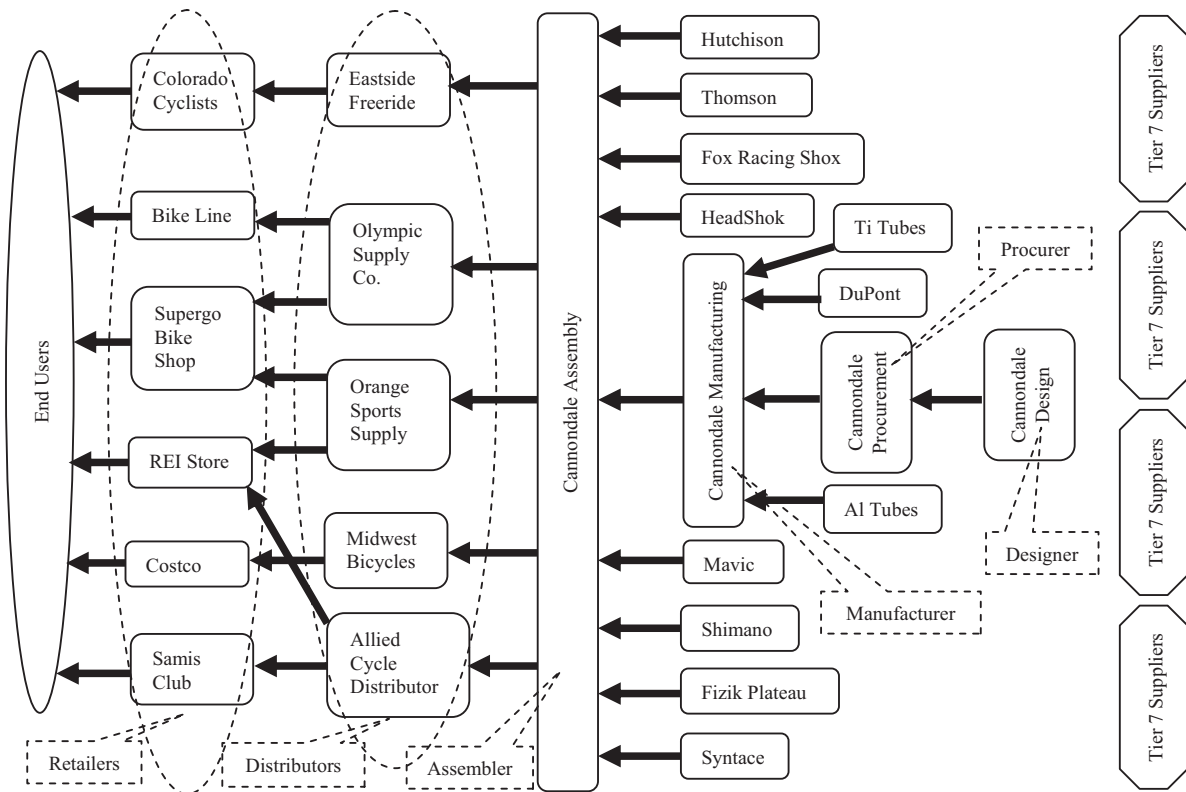 End Users
Colorado
Cyclists
Bike Line
Supergo
Bike
Shop
REI Store
Costco
Samis
Club
Retailers
Eastside
Freeride
Olympic
Supply
Co.
Orange
Sports
Supply
Midwest
Bicycles
Allied
Cycle
Distributor
Distributors
Cannondale Assembly
Assembler
Hutchison
Thomson
Fox Racing Shox
HeadShok
Cannondale Manufacturing
Mavic
Shimano
Fizik Plateau
Syntace
Ti Tubes
DuPont
Cannondale
Procurement
Al Tubes
Manufacturer
Procurer
Cannondale
Design
Designer
Tier 7 Suppliers
Tier 7 Suppliers
Tier 7 Suppliers
Tier 7 Suppliers